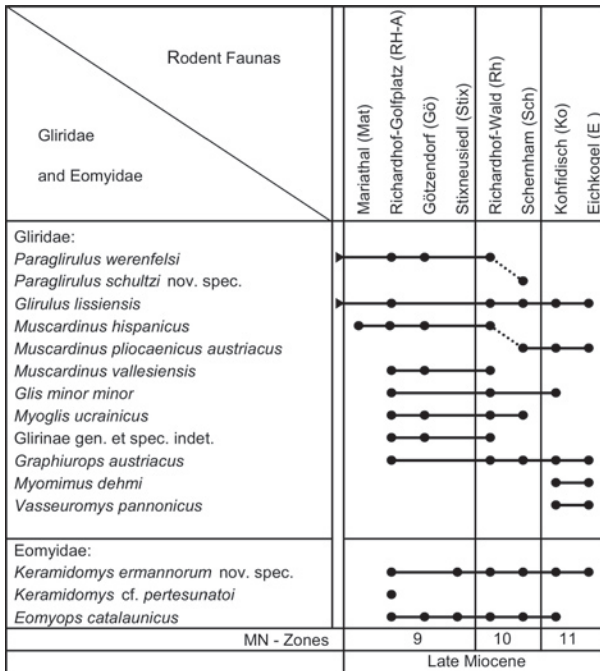 Rodent Faunas
Gliridae
and Eomyidae
Mariathal (Mat)
Richardhof-Golfplatz (RH-A)
Götzendorf (Gö)
Stixneusiedl (Stix)
Richardhof-Wald (Rh)
Schernham (Sch)
Kohfidisch (Ko)
Eichkogel (E
Gliridae:
Paraglirulus werenfelsi
Paraglirulus schultzi nov. spec.
Glirulus lissiensis
Muscardinus hispanicus
Muscardinus pliocaenicus austriacus
Muscardinus vallesiensis
Glis minor minor
Myoglis ucrainicus
Glirinae gen. et spec. indet.
Graphiurops austriacus
Myomimus dehmi
Vasseuromys pannonicus
Eomyidae:
Keramidomys ermannorum nov. spec.
Keramidomys cf. pertesunatoi
Eomyops catalaunicus
MN - Zones 9 10 11
Late Miocene